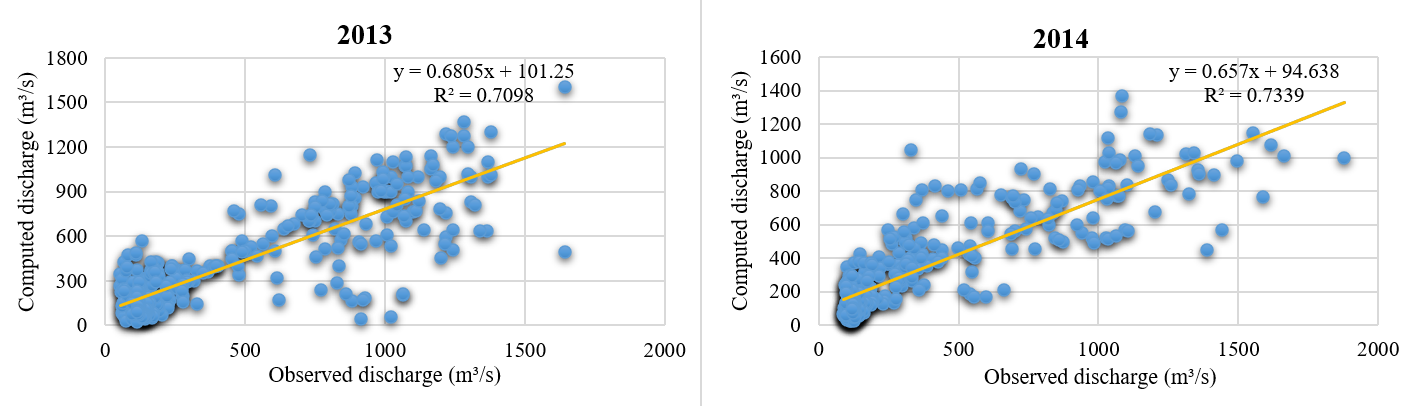 2013
y = 0.6805x + 101.25
R² = 0.7098
1800
1500
1200
900
600
300
0
Computed discharge (m³/s)
0 500 1000 1500 2000
Observed discharge (m³/s)
2014
y = 0.657x + 94.638
R² = 0.7339
1600
1400
1200
1000
800
600
400
200
0
Computed discharge (m³/s)
0 500 1000 1500 2000
Observed discharge (m³/s)